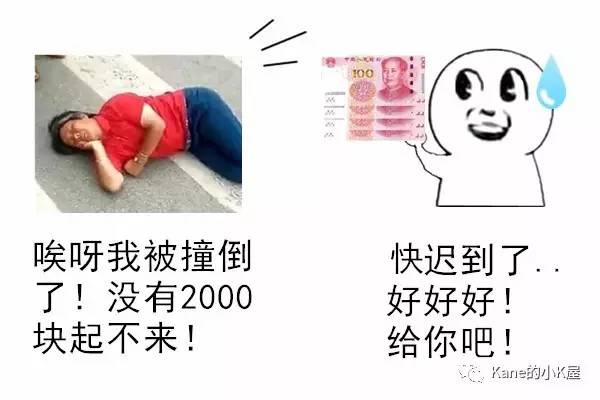 唉呀我被撞倒
了！没有2000
块起不来！
快迟到了..
好好好！
给你吧！
100
Kane的小K屋